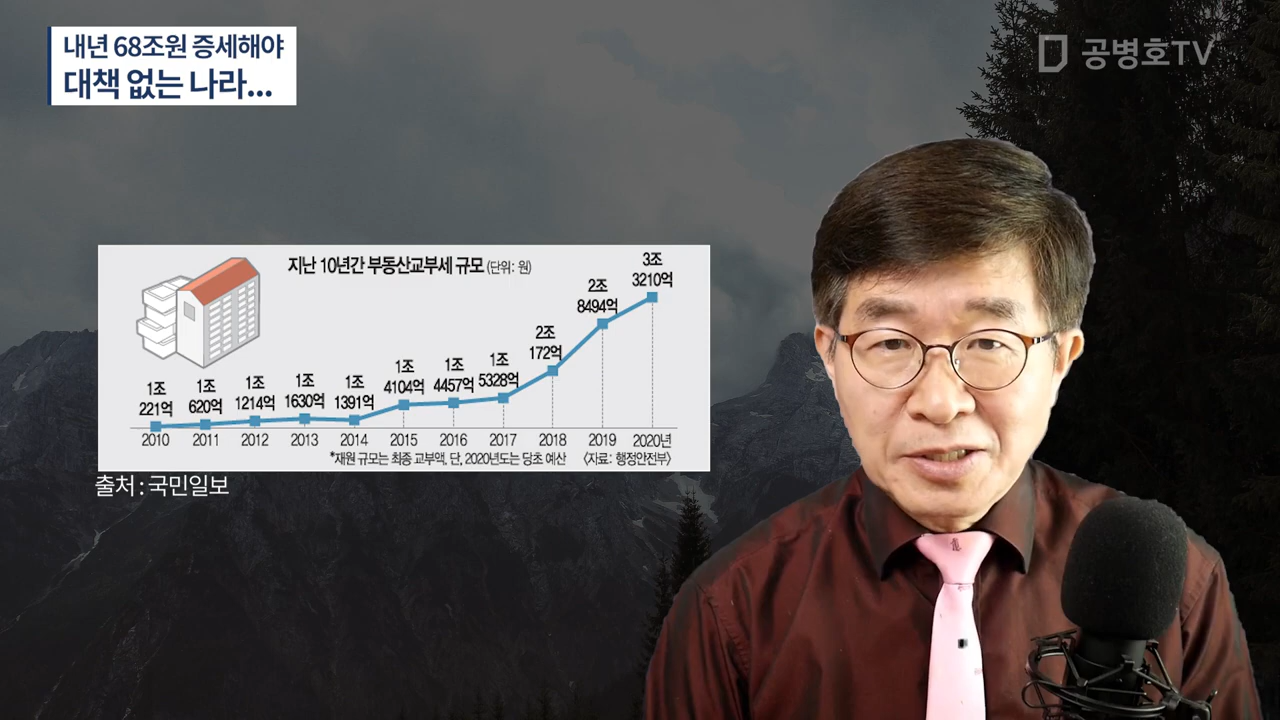 내년 68조원 증세해야
대책 없는 나라...
공병호TV
지난 10년간 부동산교부세 규모 (단위: 원)
1조
221억
1조
620억
1조
1214억
1조
1630억
1조
1391억
1조
4104억
1조
4457억
1조
5328억
2조
172억
2조
8494억
3조
3210억
2010 2011 2012 2013 2014 2015 2016 2017 2018 2019 2020년
*재원 규모는 최종 교부액, 단, 2020년도는 당초 예산 〈자료: 행정안전부〉
출처 : 국민일보